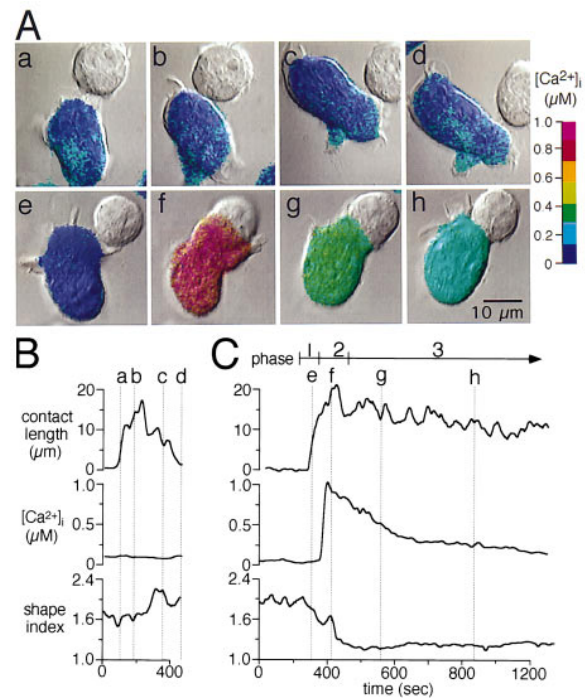 A
a b c d
[Ca²⁺]ᵢ
(µM)
1.0
0.8
0.6
0.4
0.2
0
e f g h
10 µm
B C
phase 1 2 3
a b c d e f g h
contact
length
(µm)
20
10
0
20
10
0
[Ca²⁺]ᵢ
(µM)
1.0
0.5
0
1.0
0.5
0
shape
index
2.4
1.6
1.0
2.4
1.6
1.0
0 400 0 200 400 600 800 1000 1200
time (sec)